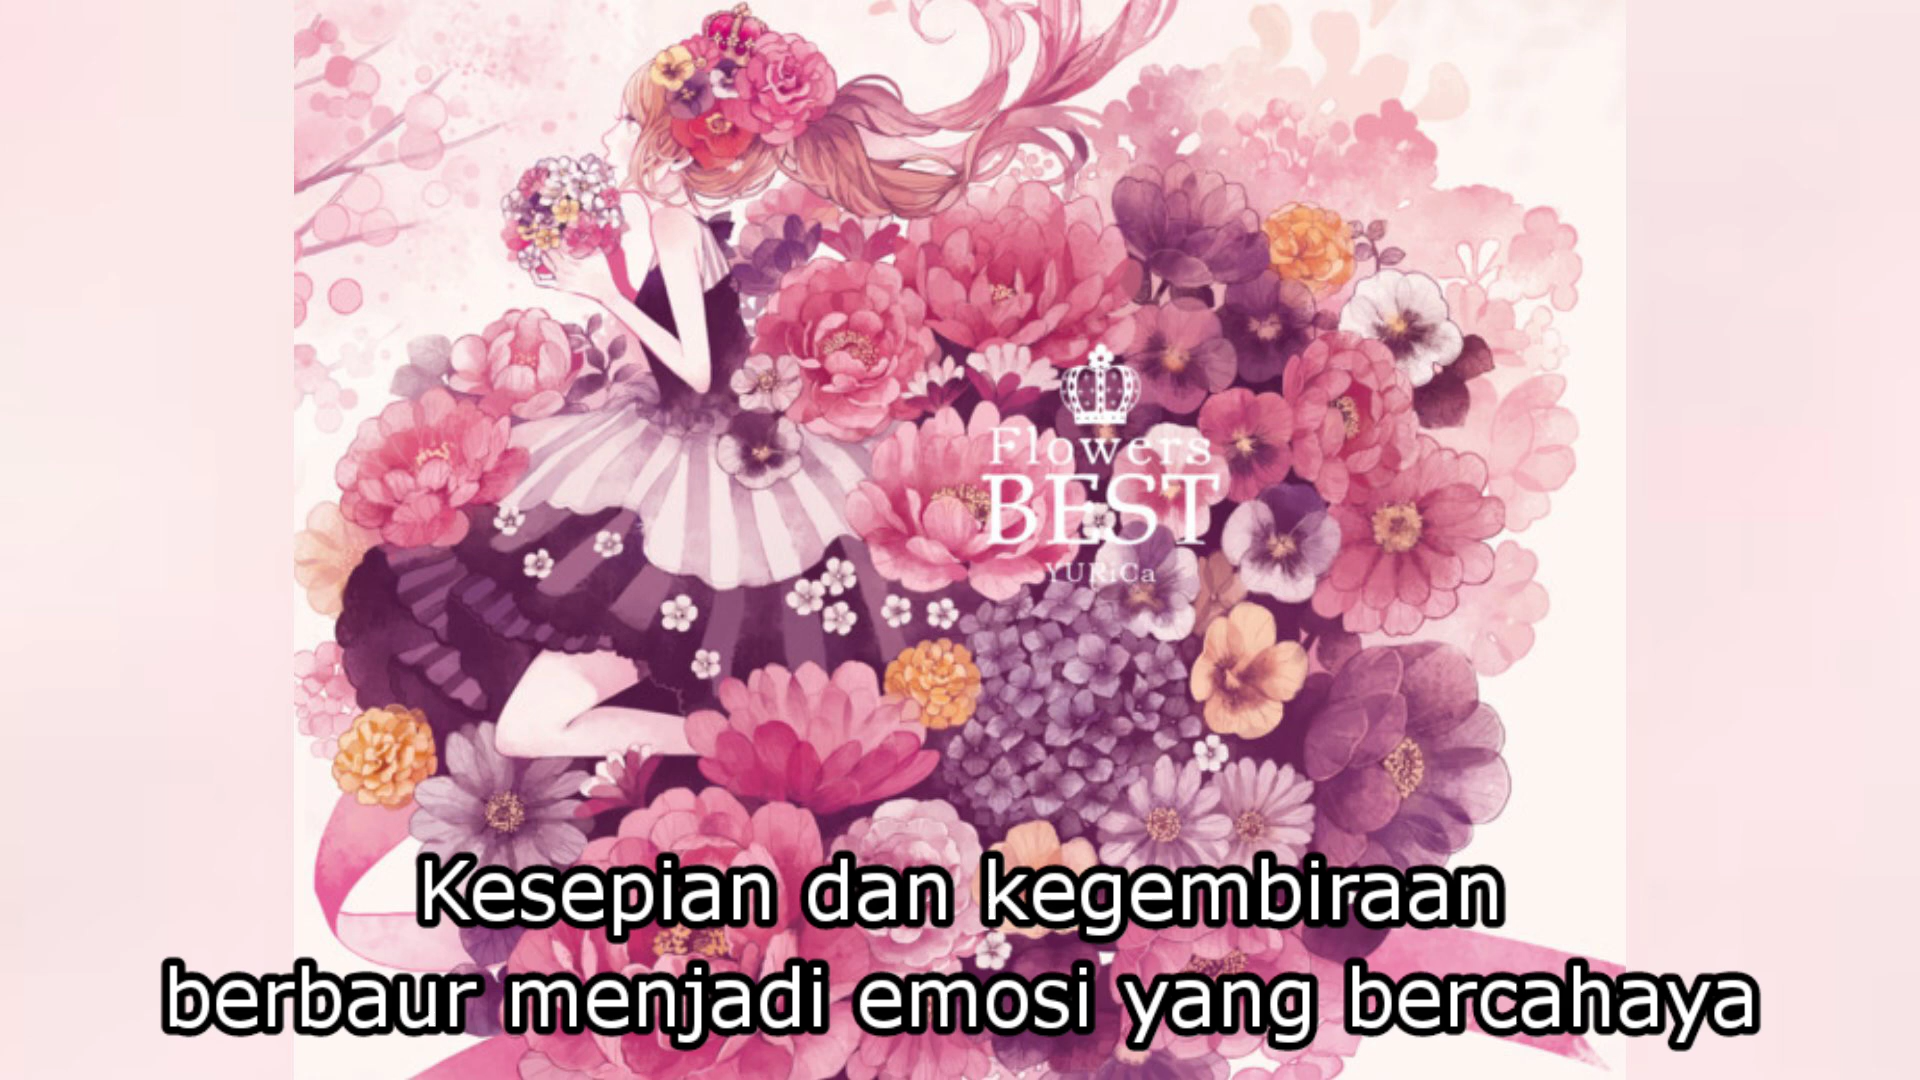 Flowers
BEST
YURiCa
Kesepian dan kegembiraan
berbaur menjadi emosi yang bercahaya